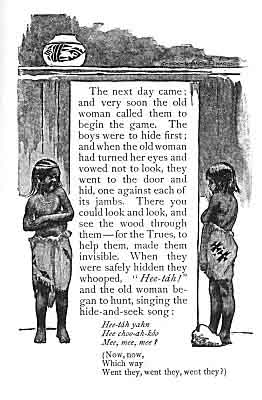 The next day came;
and very soon the old
woman called them to
begin the game. The
boys were to hide first;
and when the old woman
had turned her eyes and
vowed not to look, they
went to the door and
hid, one against each of
its jambs. There you
could look and look, and
see the wood through
them—for the Trues, to
help them, made them
invisible. When they
were safely hidden they
whooped, "Hee-táh!"
and the old woman be-
gan to hunt, singing the
hide-and-seek song:
Hee-táh yahn
Hee choo-ah-kóo
Mee, mee, mee?
(Now, now,
Which way
Went they, went they, went they?)